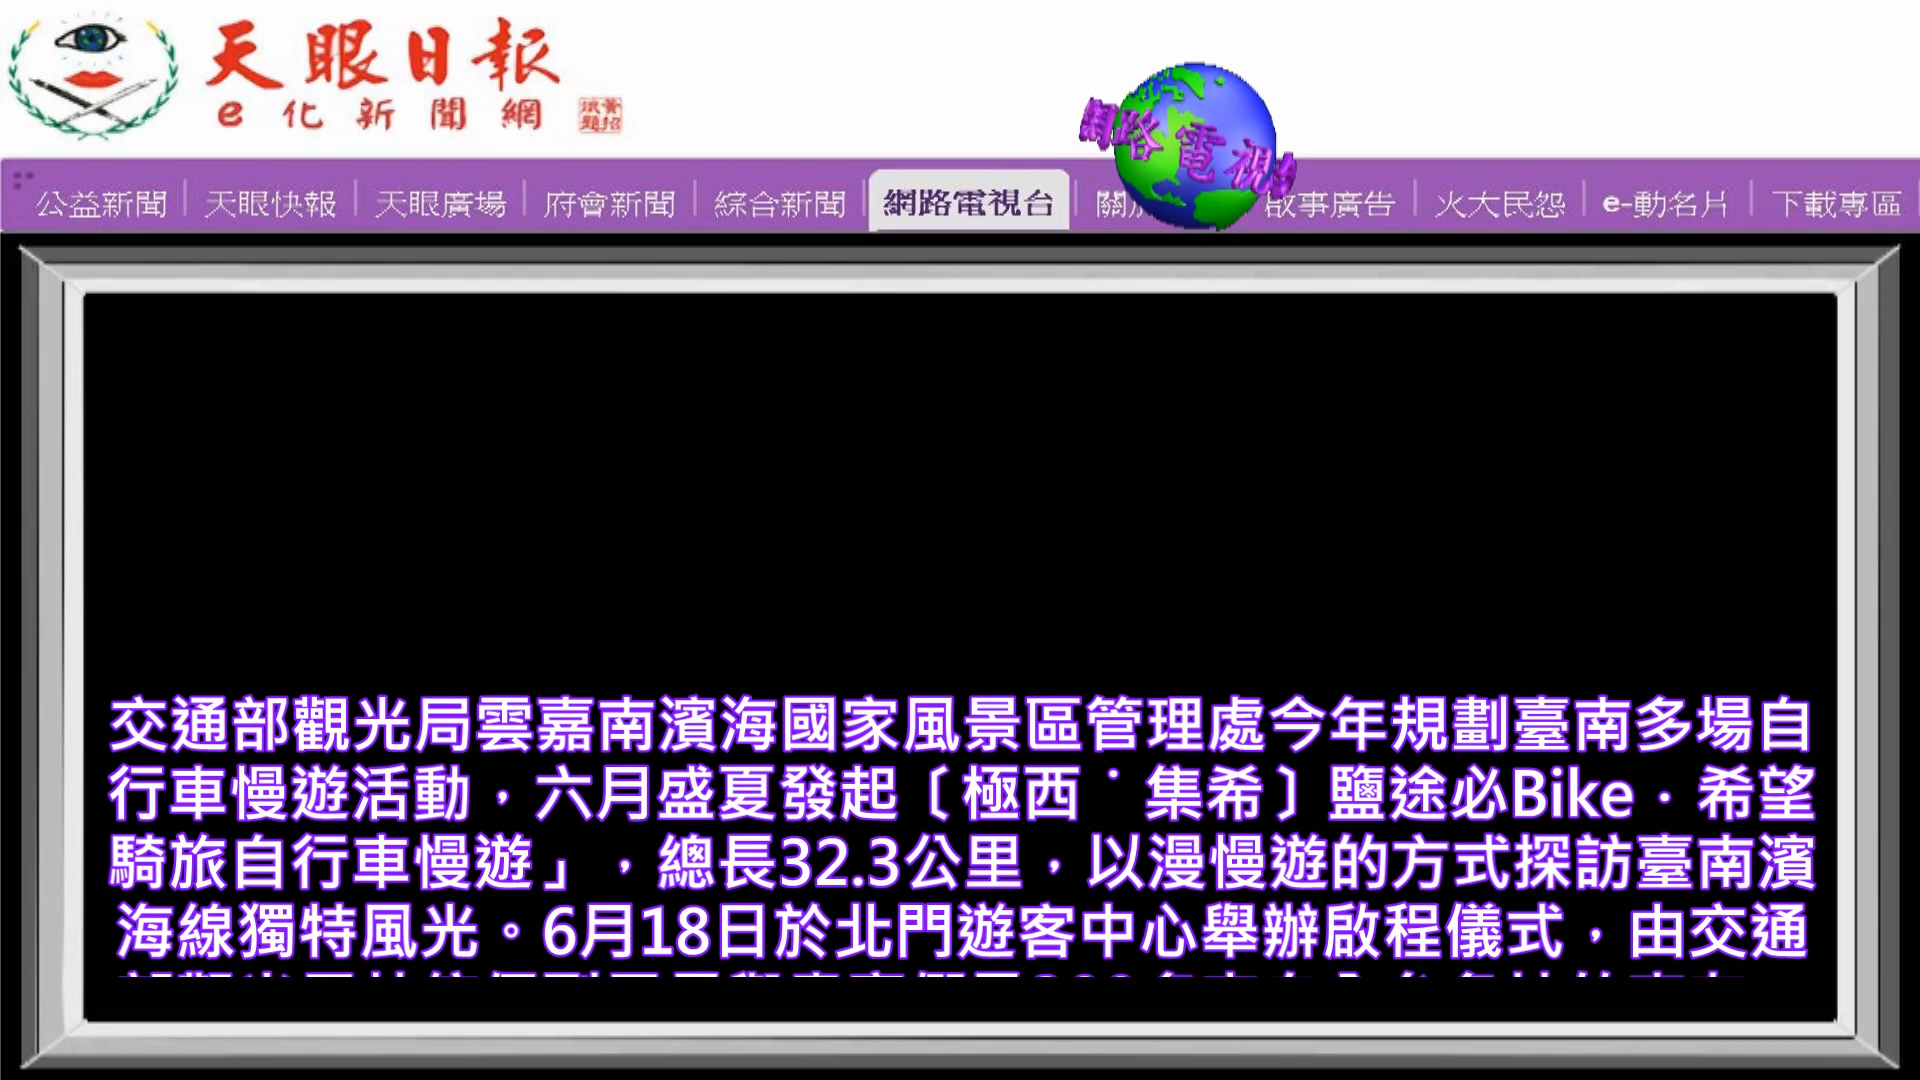 天眼日報
e化新聞網
網路電視台
公益新聞
天眼快報
天眼廣場
府會新聞
綜合新聞
網路電視台
啟事廣告
火大民怨
e-動名片
下載專區
交通部觀光局雲嘉南濱海國家風景區管理處今年規劃臺南多場自
行車慢遊活動，六月盛夏發起〔極西˙集希〕鹽途必Bike．希望
騎旅自行車慢遊」，總長32.3公里，以漫慢遊的方式探訪臺南濱
海線獨特風光。6月18日於北門遊客中心舉辦啟程儀式，由交通